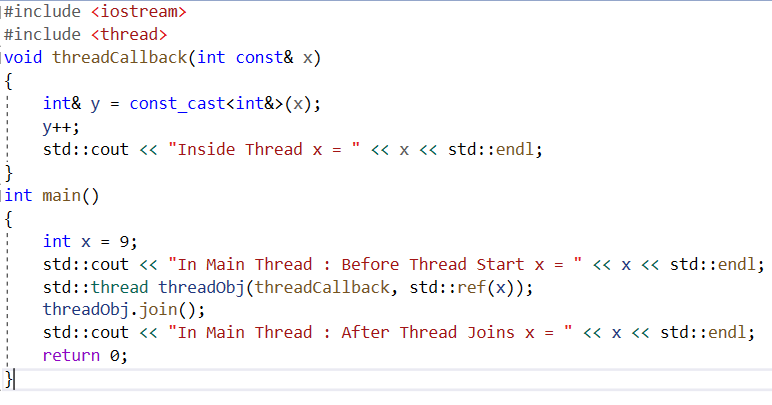 #include <iostream>
#include <thread>
void threadCallback(int const& x)
{
    int& y = const_cast<int&>(x);
    y++;
    std::cout << "Inside Thread x = " << x << std::endl;
}
int main()
{
    int x = 9;
    std::cout << "In Main Thread : Before Thread Start x = " << x << std::endl;
    std::thread threadObj(threadCallback, std::ref(x));
    threadObj.join();
    std::cout << "In Main Thread : After Thread Joins x = " << x << std::endl;
    return 0;
}